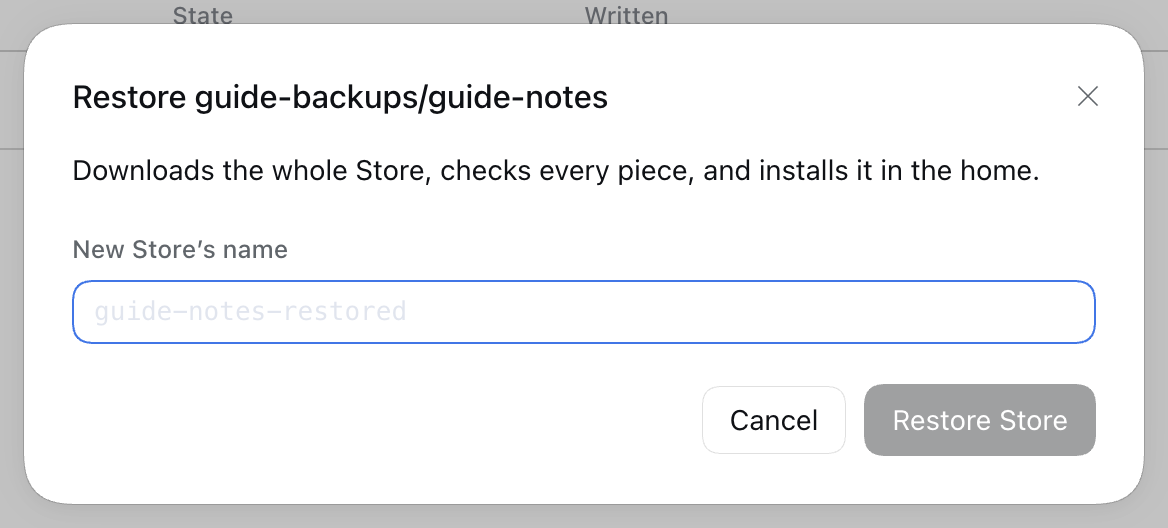 State Written
Restore guide-backups/guide-notes
Downloads the whole Store, checks every piece, and installs it in the home.
New Store’s name
guide-notes-restored
Cancel Restore Store